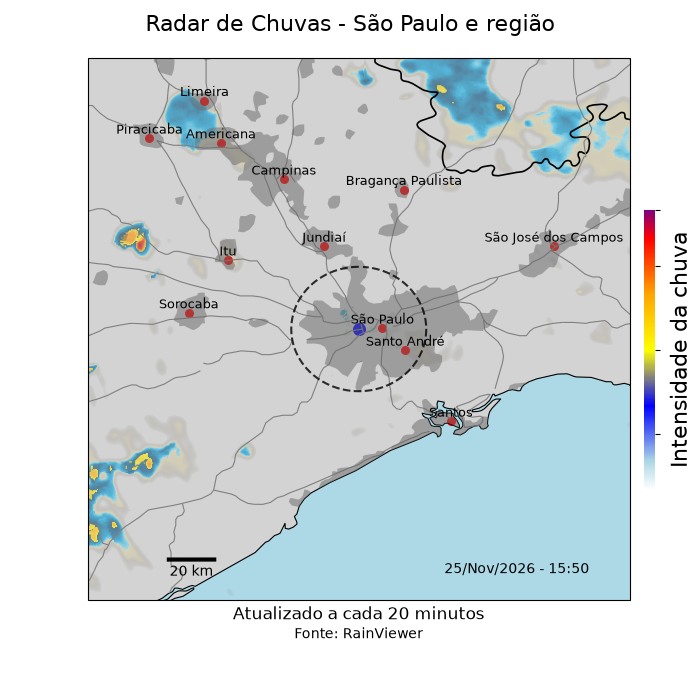 Radar de Chuvas - São Paulo e região
Limeira
Piracicaba
Americana
Campinas
Bragança Paulista
Jundiaí
São José dos Campos
Itu
Sorocaba
São Paulo
Santo André
Santos
Intensidade da chuva
20 km
25/Nov/2026 - 15:50
Atualizado a cada 20 minutos
Fonte: RainViewer